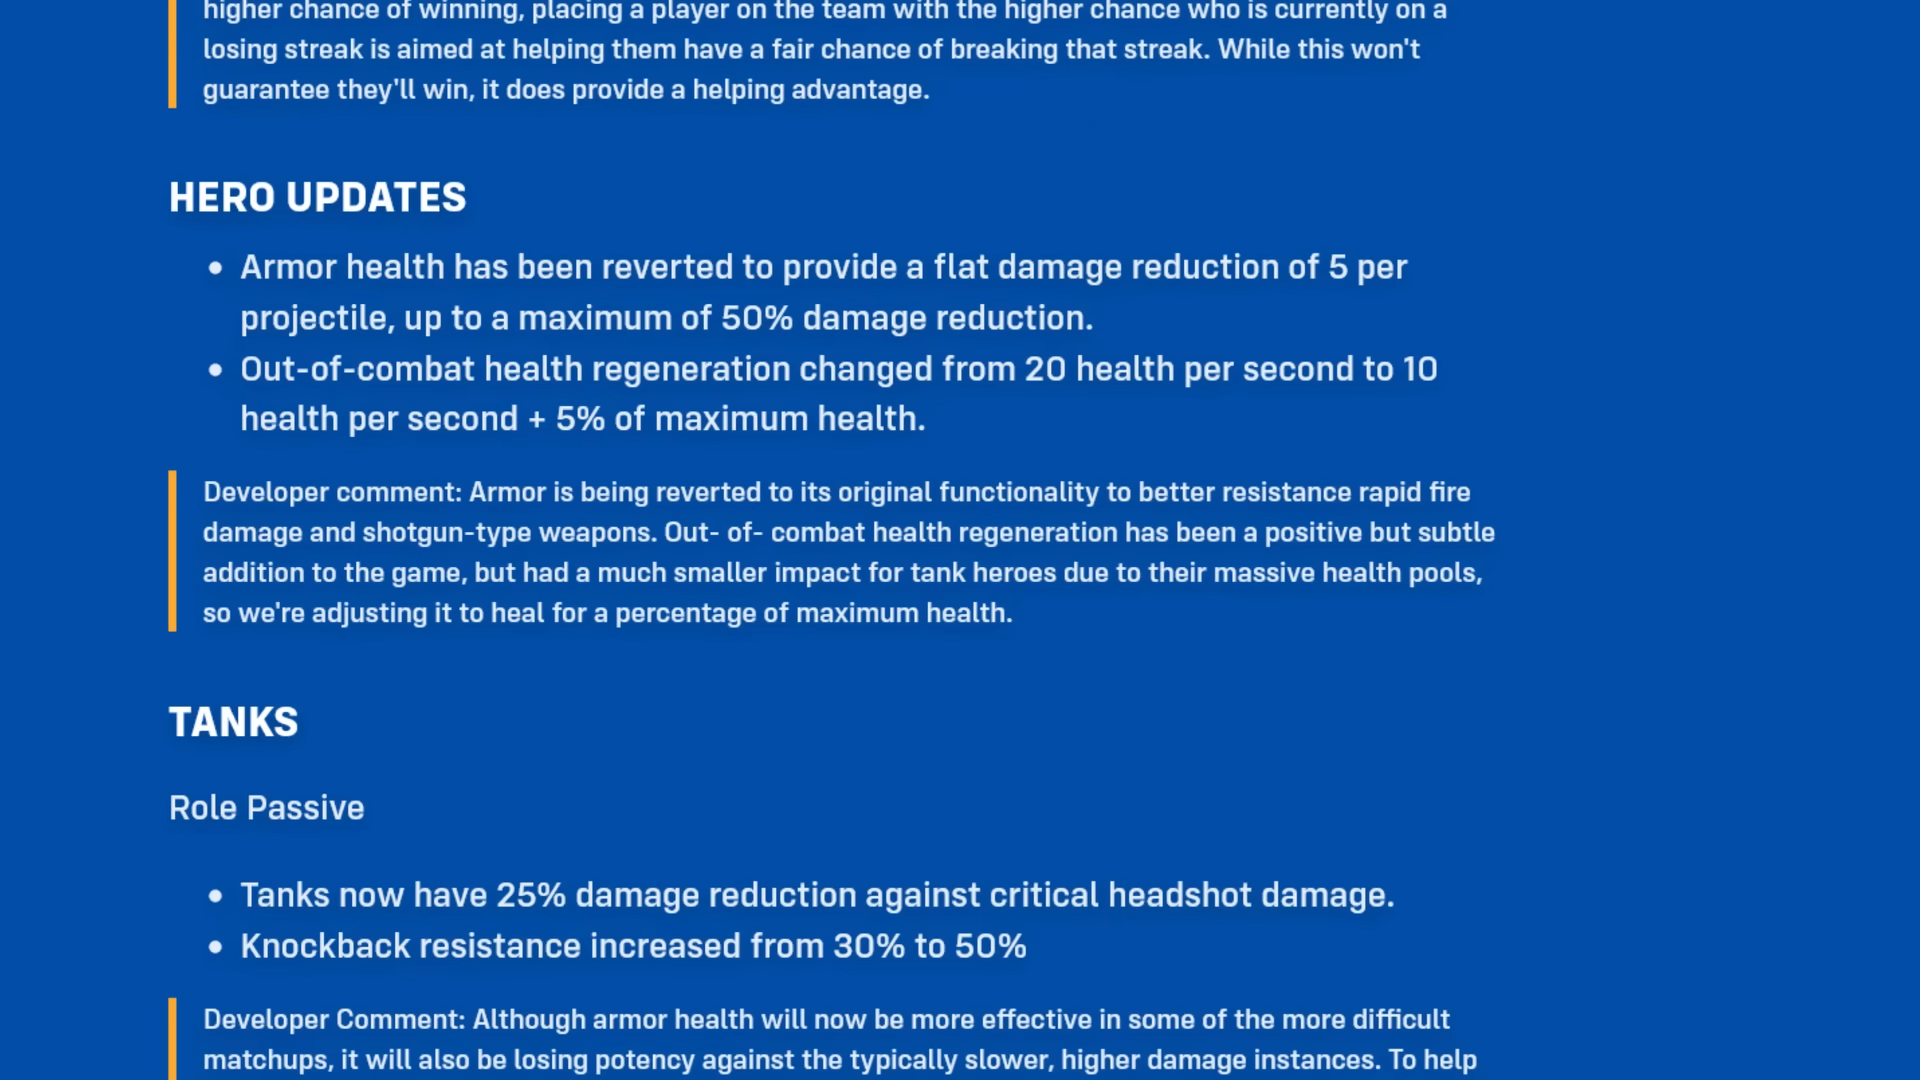 higher chance of winning, placing a player on the team with the higher chance who is currently on a
losing streak is aimed at helping them have a fair chance of breaking that streak. While this won't
guarantee they'll win, it does provide a helping advantage.
HERO UPDATES
• Armor health has been reverted to provide a flat damage reduction of 5 per
projectile, up to a maximum of 50% damage reduction.
• Out-of-combat health regeneration changed from 20 health per second to 10
health per second + 5% of maximum health.
Developer comment: Armor is being reverted to its original functionality to better resistance rapid fire
damage and shotgun-type weapons. Out- of- combat health regeneration has been a positive but subtle
addition to the game, but had a much smaller impact for tank heroes due to their massive health pools,
so we're adjusting it to heal for a percentage of maximum health.
TANKS
Role Passive
• Tanks now have 25% damage reduction against critical headshot damage.
• Knockback resistance increased from 30% to 50%
Developer Comment: Although armor health will now be more effective in some of the more difficult
matchups, it will also be losing potency against the typically slower, higher damage instances. To help